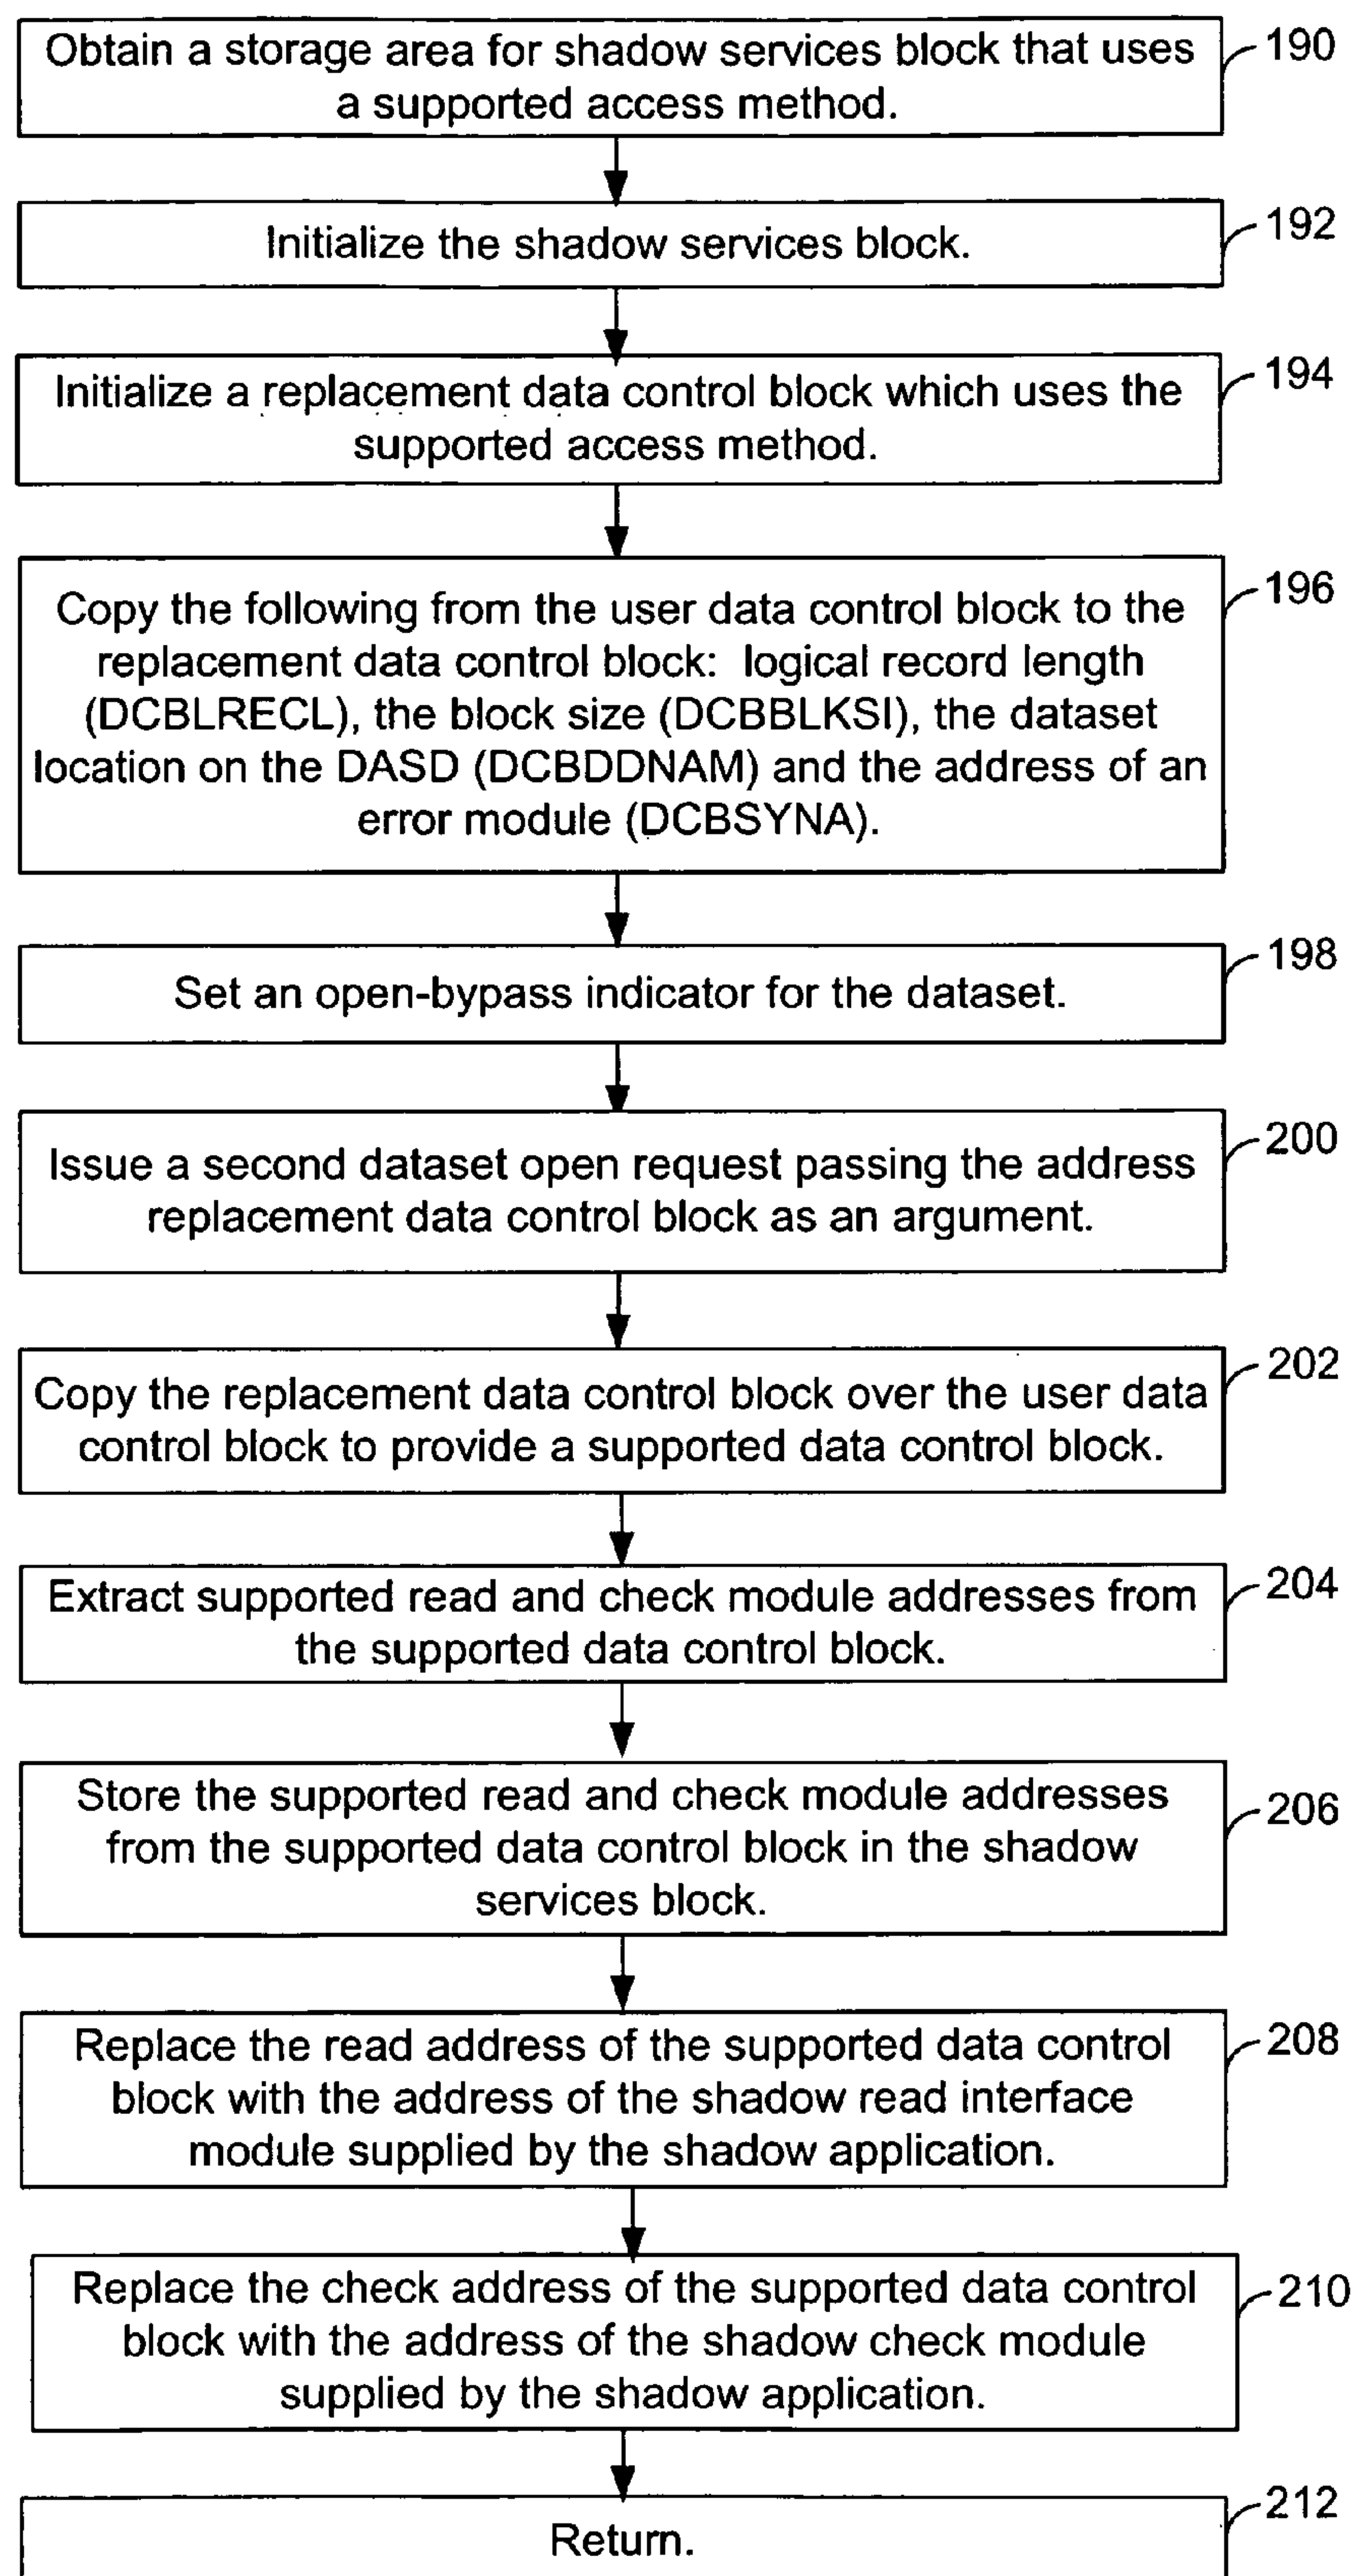 Obtain a storage area for shadow services block that uses
a supported access method.
190
Initialize the shadow services block.
192
Initialize a replacement data control block which uses the
supported access method.
194
Copy the following from the user data control block to the
replacement data control block: logical record length
(DCBLRECL), the block size (DCBBLKSI), the dataset
location on the DASD (DCBDDNAM) and the address of an
error module (DCBSYNA).
196
Set an open-bypass indicator for the dataset.
198
Issue a second dataset open request passing the address
replacement data control block as an argument.
200
Copy the replacement data control block over the user data
control block to provide a supported data control block.
202
Extract supported read and check module addresses from
the supported data control block.
204
Store the supported read and check module addresses
from the supported data control block in the shadow
services block.
206
Replace the read address of the supported data control
block with the address of the shadow read interface
module supplied by the shadow application.
208
Replace the check address of the supported data control
block with the address of the shadow check module
supplied by the shadow application.
210
Return.
212